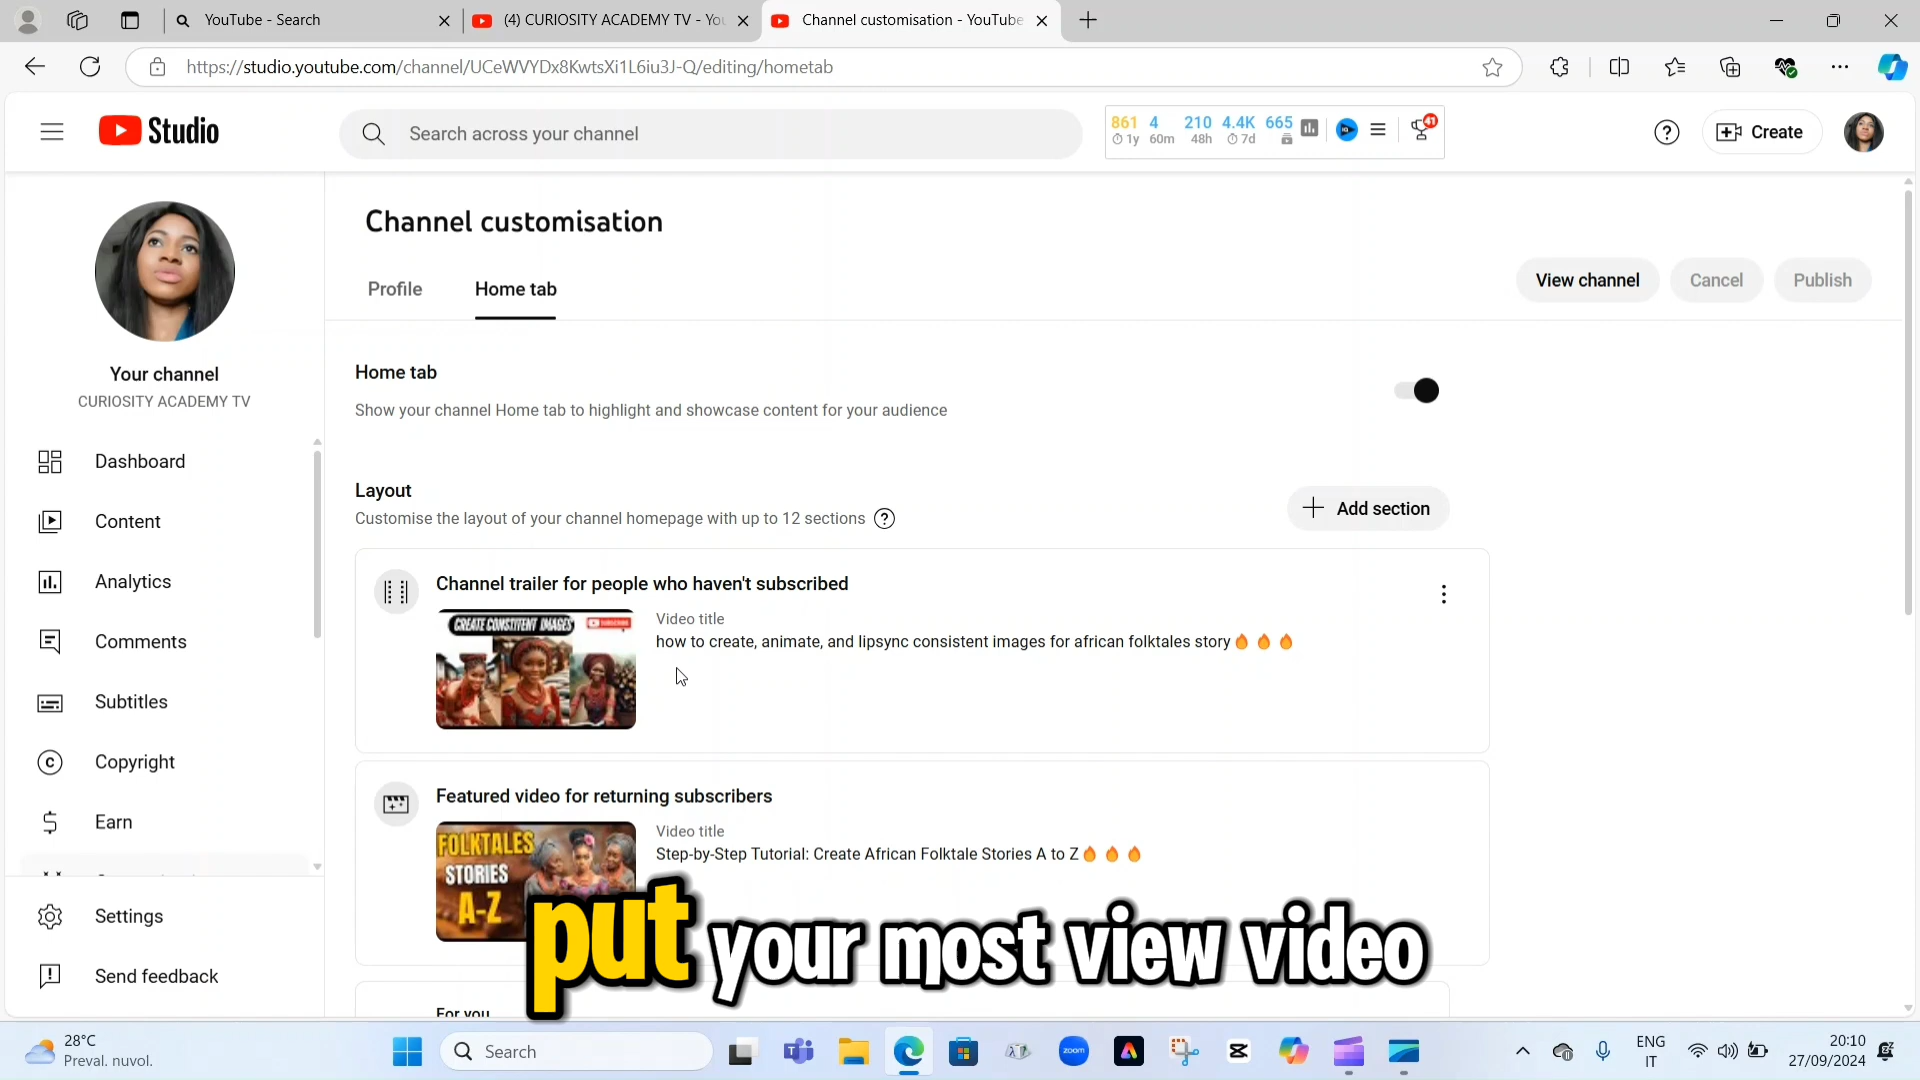 YouTube - Search
(4) CURIOSITY ACADEMY TV - You
Channel customisation - YouTube
https://studio.youtube.com/channel/UCeWVYDx8KwtsXi1L6iu3J-Q/editing/hometab
Studio
Search across your channel
861 4 210 4.4K 665
1y 60m 48h 7d
41
Create
Channel customisation
Profile
Home tab
View channel
Cancel
Publish
Your channel
CURIOSITY ACADEMY TV
Home tab
Show your channel Home tab to highlight and showcase content for your audience
Dashboard
Content
Analytics
Comments
Subtitles
Copyright
Earn
Settings
Send feedback
Layout
Customise the layout of your channel homepage with up to 12 sections
Add section
Channel trailer for people who haven't subscribed
CREATE CONSTITENT IMAGES
Video title
how to create, animate, and lipsync consistent images for african folktales story🔥🔥🔥
Featured video for returning subscribers
FOLKTALES
STORIES
A-Z
Video title
Step-by-Step Tutorial: Create African Folktale Stories A to Z🔥🔥🔥
put your most view video
For you
28°C
Preval. nuvol.
Search
zoom
ENG
IT
20:10
27/09/2024